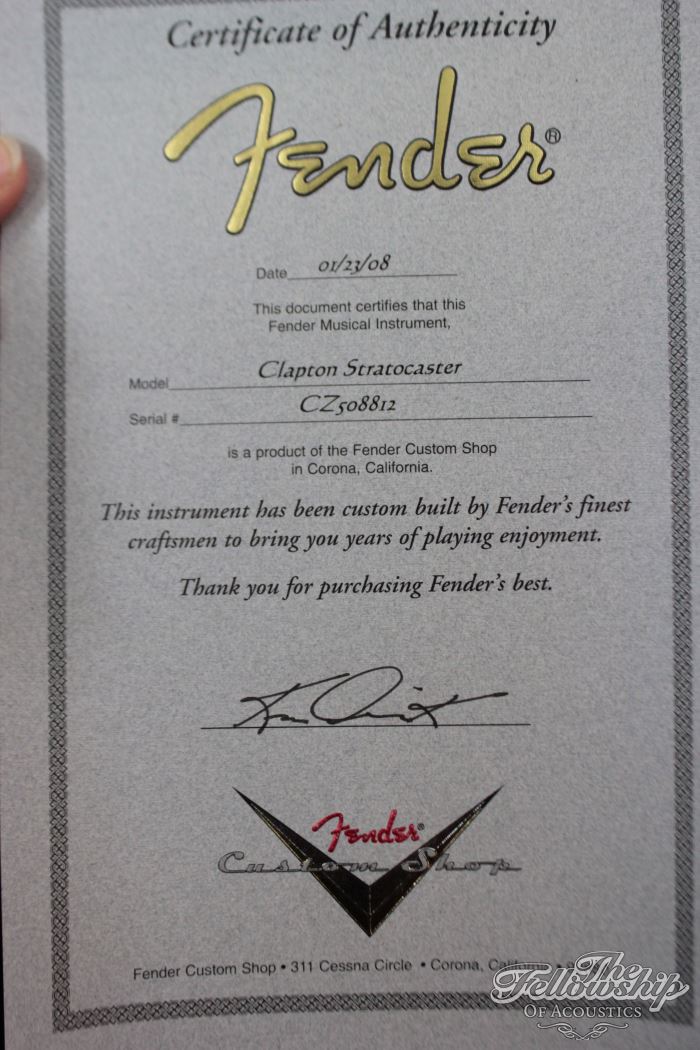 Certificate of Authenticity
Fender®
Date 01/23/08
This document certifies that this
Fender Musical Instrument,
Model Clapton Stratocaster
Serial # CZ508812
is a product of the Fender Custom Shop
in Corona, California.
This instrument has been custom built by Fender's finest
craftsmen to bring you years of playing enjoyment.
Thank you for purchasing Fender's best.
Fender®
Custom Shop
Fender Custom Shop • 311 Cessna Circle • Corona, California •
The
Fellowship
Of Acoustics